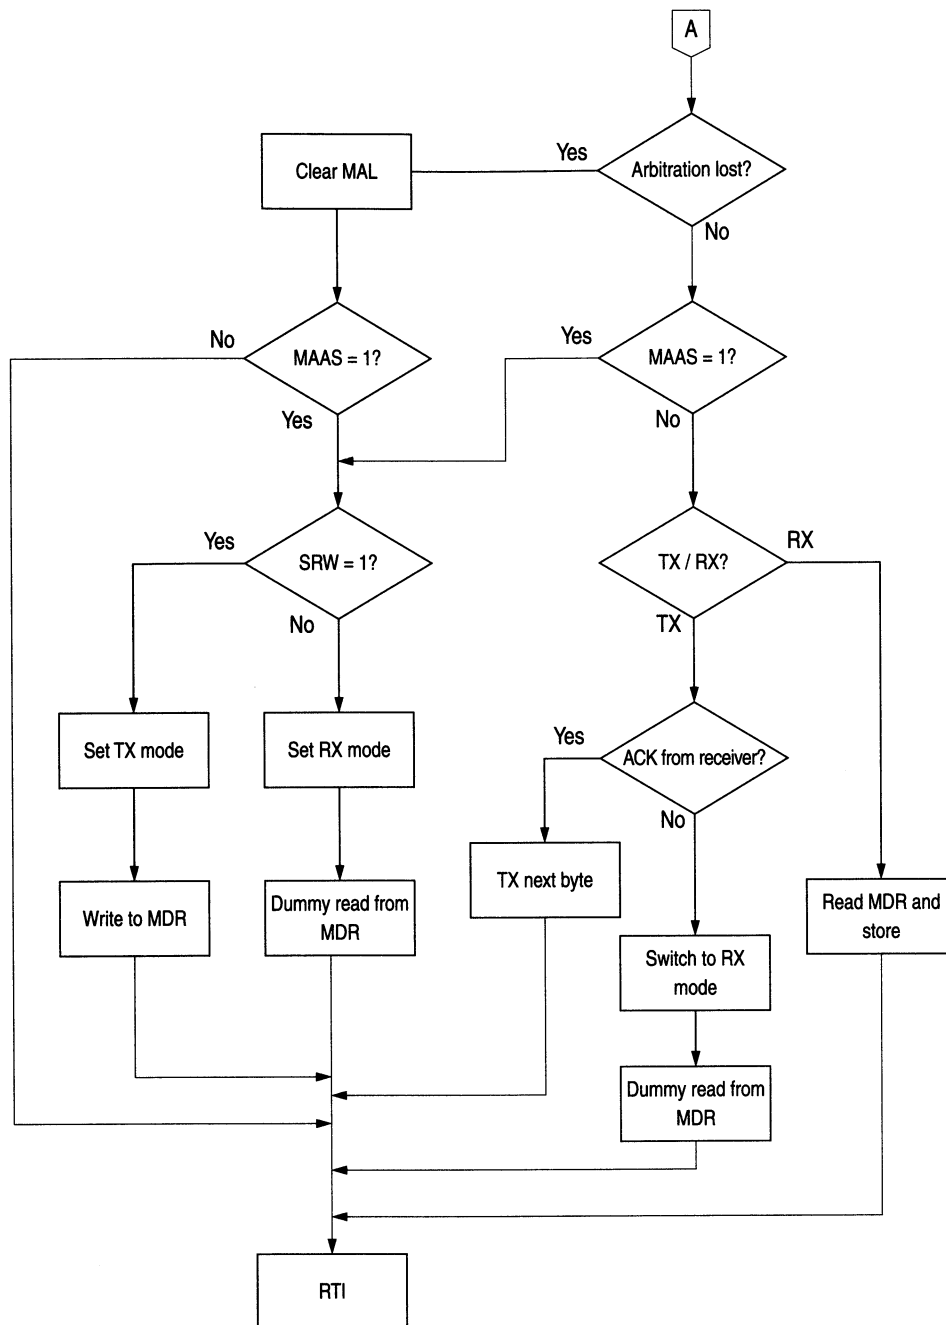 A
Arbitration lost?
Yes
No
Clear MAL
MAAS = 1?
No
Yes
MAAS = 1?
Yes
No
SRW = 1?
Yes
No
TX / RX?
RX
TX
Set TX mode
Set RX mode
ACK from receiver?
Yes
No
Write to MDR
Dummy read from
MDR
TX next byte
Read MDR and
store
Switch to RX
mode
Dummy read from
MDR
RTI